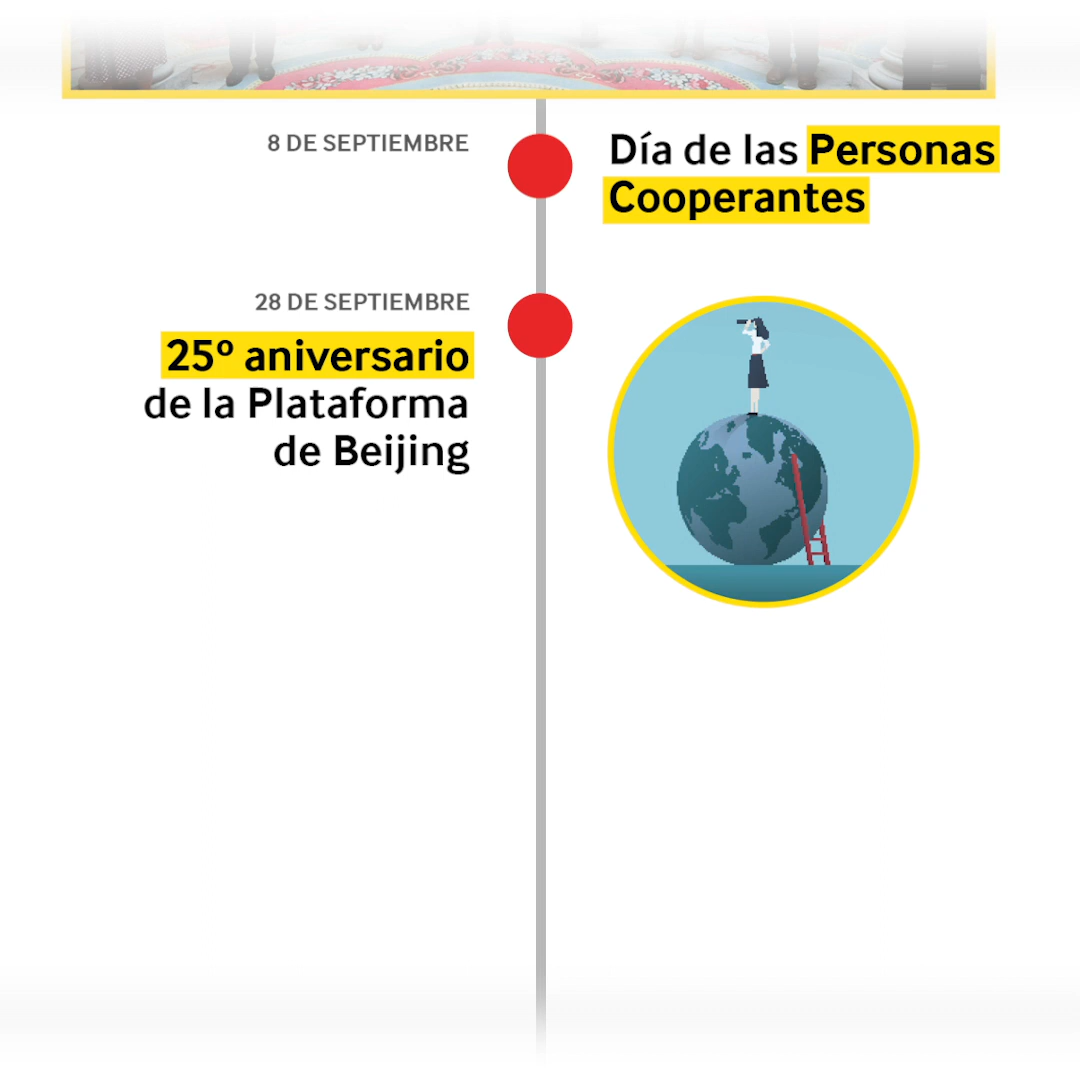 8 DE SEPTIEMBRE
Día de las Personas
Cooperantes
28 DE SEPTIEMBRE
25º aniversario
de la Plataforma
de Beijing